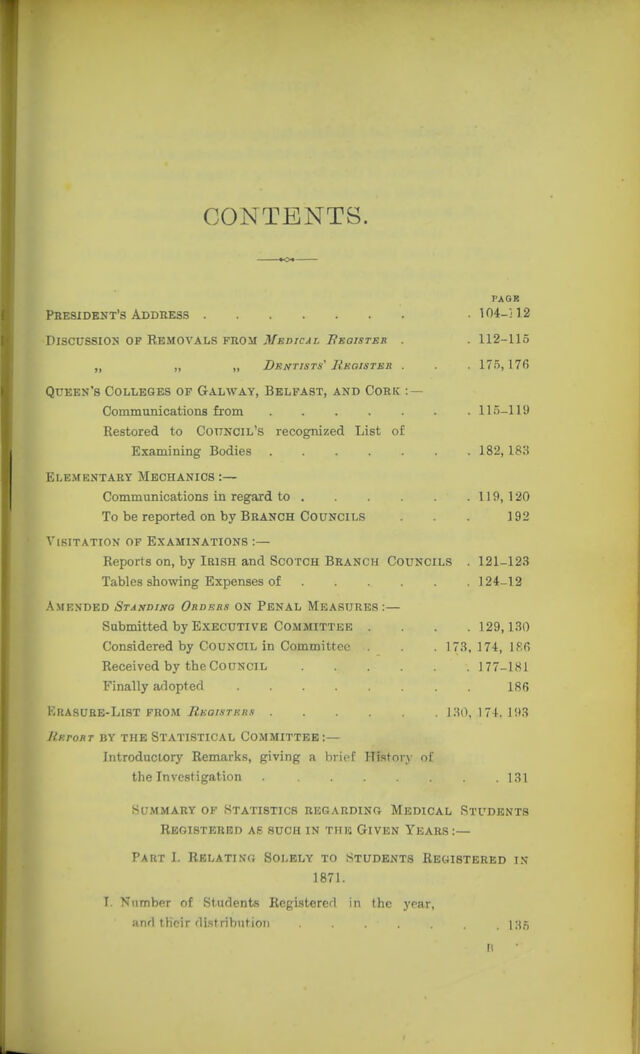 CONTENTS.
PAGE
PRESIDENT'S ADDRESS . . . . . . . . 104-112
DISCUSSION OF REMOVALS FROM MEDICAL REGISTER . . 112-115
„ „ „ DENTISTS' REGISTER . . . 175, 176
QUEEN'S COLLEGES OF GALWAY, BELFAST, AND CORK :—
Communications from . . . . . . . 115-119
Restored to COUNCIL'S recognized List of
Examining Bodies . . . . . . . 182, 183
ELEMENTARY MECHANICS :—
Communications in regard to . . . . . . 119, 120
To be reported on by BRANCH COUNCILS . . . 192
VISITATION OF EXAMINATIONS :—
Reports on, by IRISH and SCOTCH BRANCH COUNCILS . 121-123
Tables showing Expenses of . . . . . . 124-12
AMENDED STANDING ORDERS ON PENAL MEASURES :—
Submitted by EXECUTIVE COMMITTEE . . . . 129, 130
Considered by COUNCIL in Committee . . . 173, 174, 186
Received by the COUNCIL . . . . . . 177-181
Finally adopted . . . . . . . . 186
ERASURE-LIST FROM REGISTERS . . . . . . 130, 174, 193
REPORT BY THE STATISTICAL COMMITTEE :—
Introductory Remarks, giving a brief History of
the Investigation . . . . . . . . 131
SUMMARY OF STATISTICS REGARDING MEDICAL STUDENTS
REGISTERED AS SUCH IN THE GIVEN YEARS :—
PART I. RELATING SOLELY TO STUDENTS REGISTERED IN
1871.
I. Number of Students Registered in the year,
and their distribution . . . . . . . 135
B